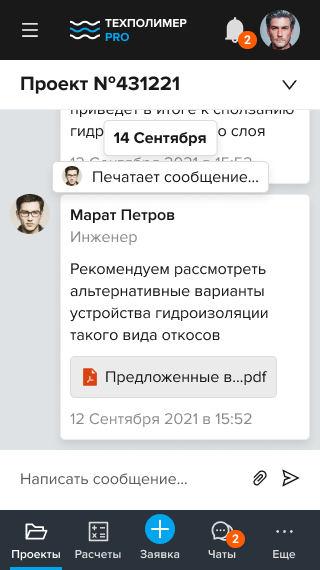 ТЕХПОЛИМЕР
PRO
2
Проект №431221
приведет в итоге к сползанию
гидр
о слоя
14 Сентября
12 Сентября 2021 в 15:52
Печатает сообщение...
Марат Петров
Инженер
Рекомендуем рассмотреть
альтернативные варианты
устройства гидроизоляции
такого вида откосов
Предложенные в...pdf
12 Сентября 2021 в 15:52
Написать сообщение...
2
Проекты
Расчеты
Заявка
Чаты
Еще